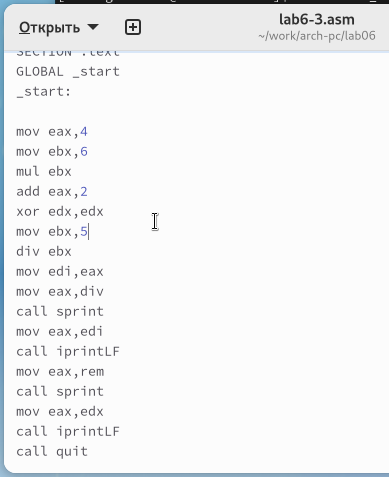 Открыть
lab6-3.asm
~/work/arch-pc/lab06
SECTION .text
GLOBAL _start
_start:
mov eax,4
mov ebx,6
mul ebx
add eax,2
xor edx,edx
mov ebx,5
div ebx
mov edi,eax
mov eax,div
call sprint
mov eax,edi
call iprintLF
mov eax,rem
call sprint
mov eax,edx
call iprintLF
call quit